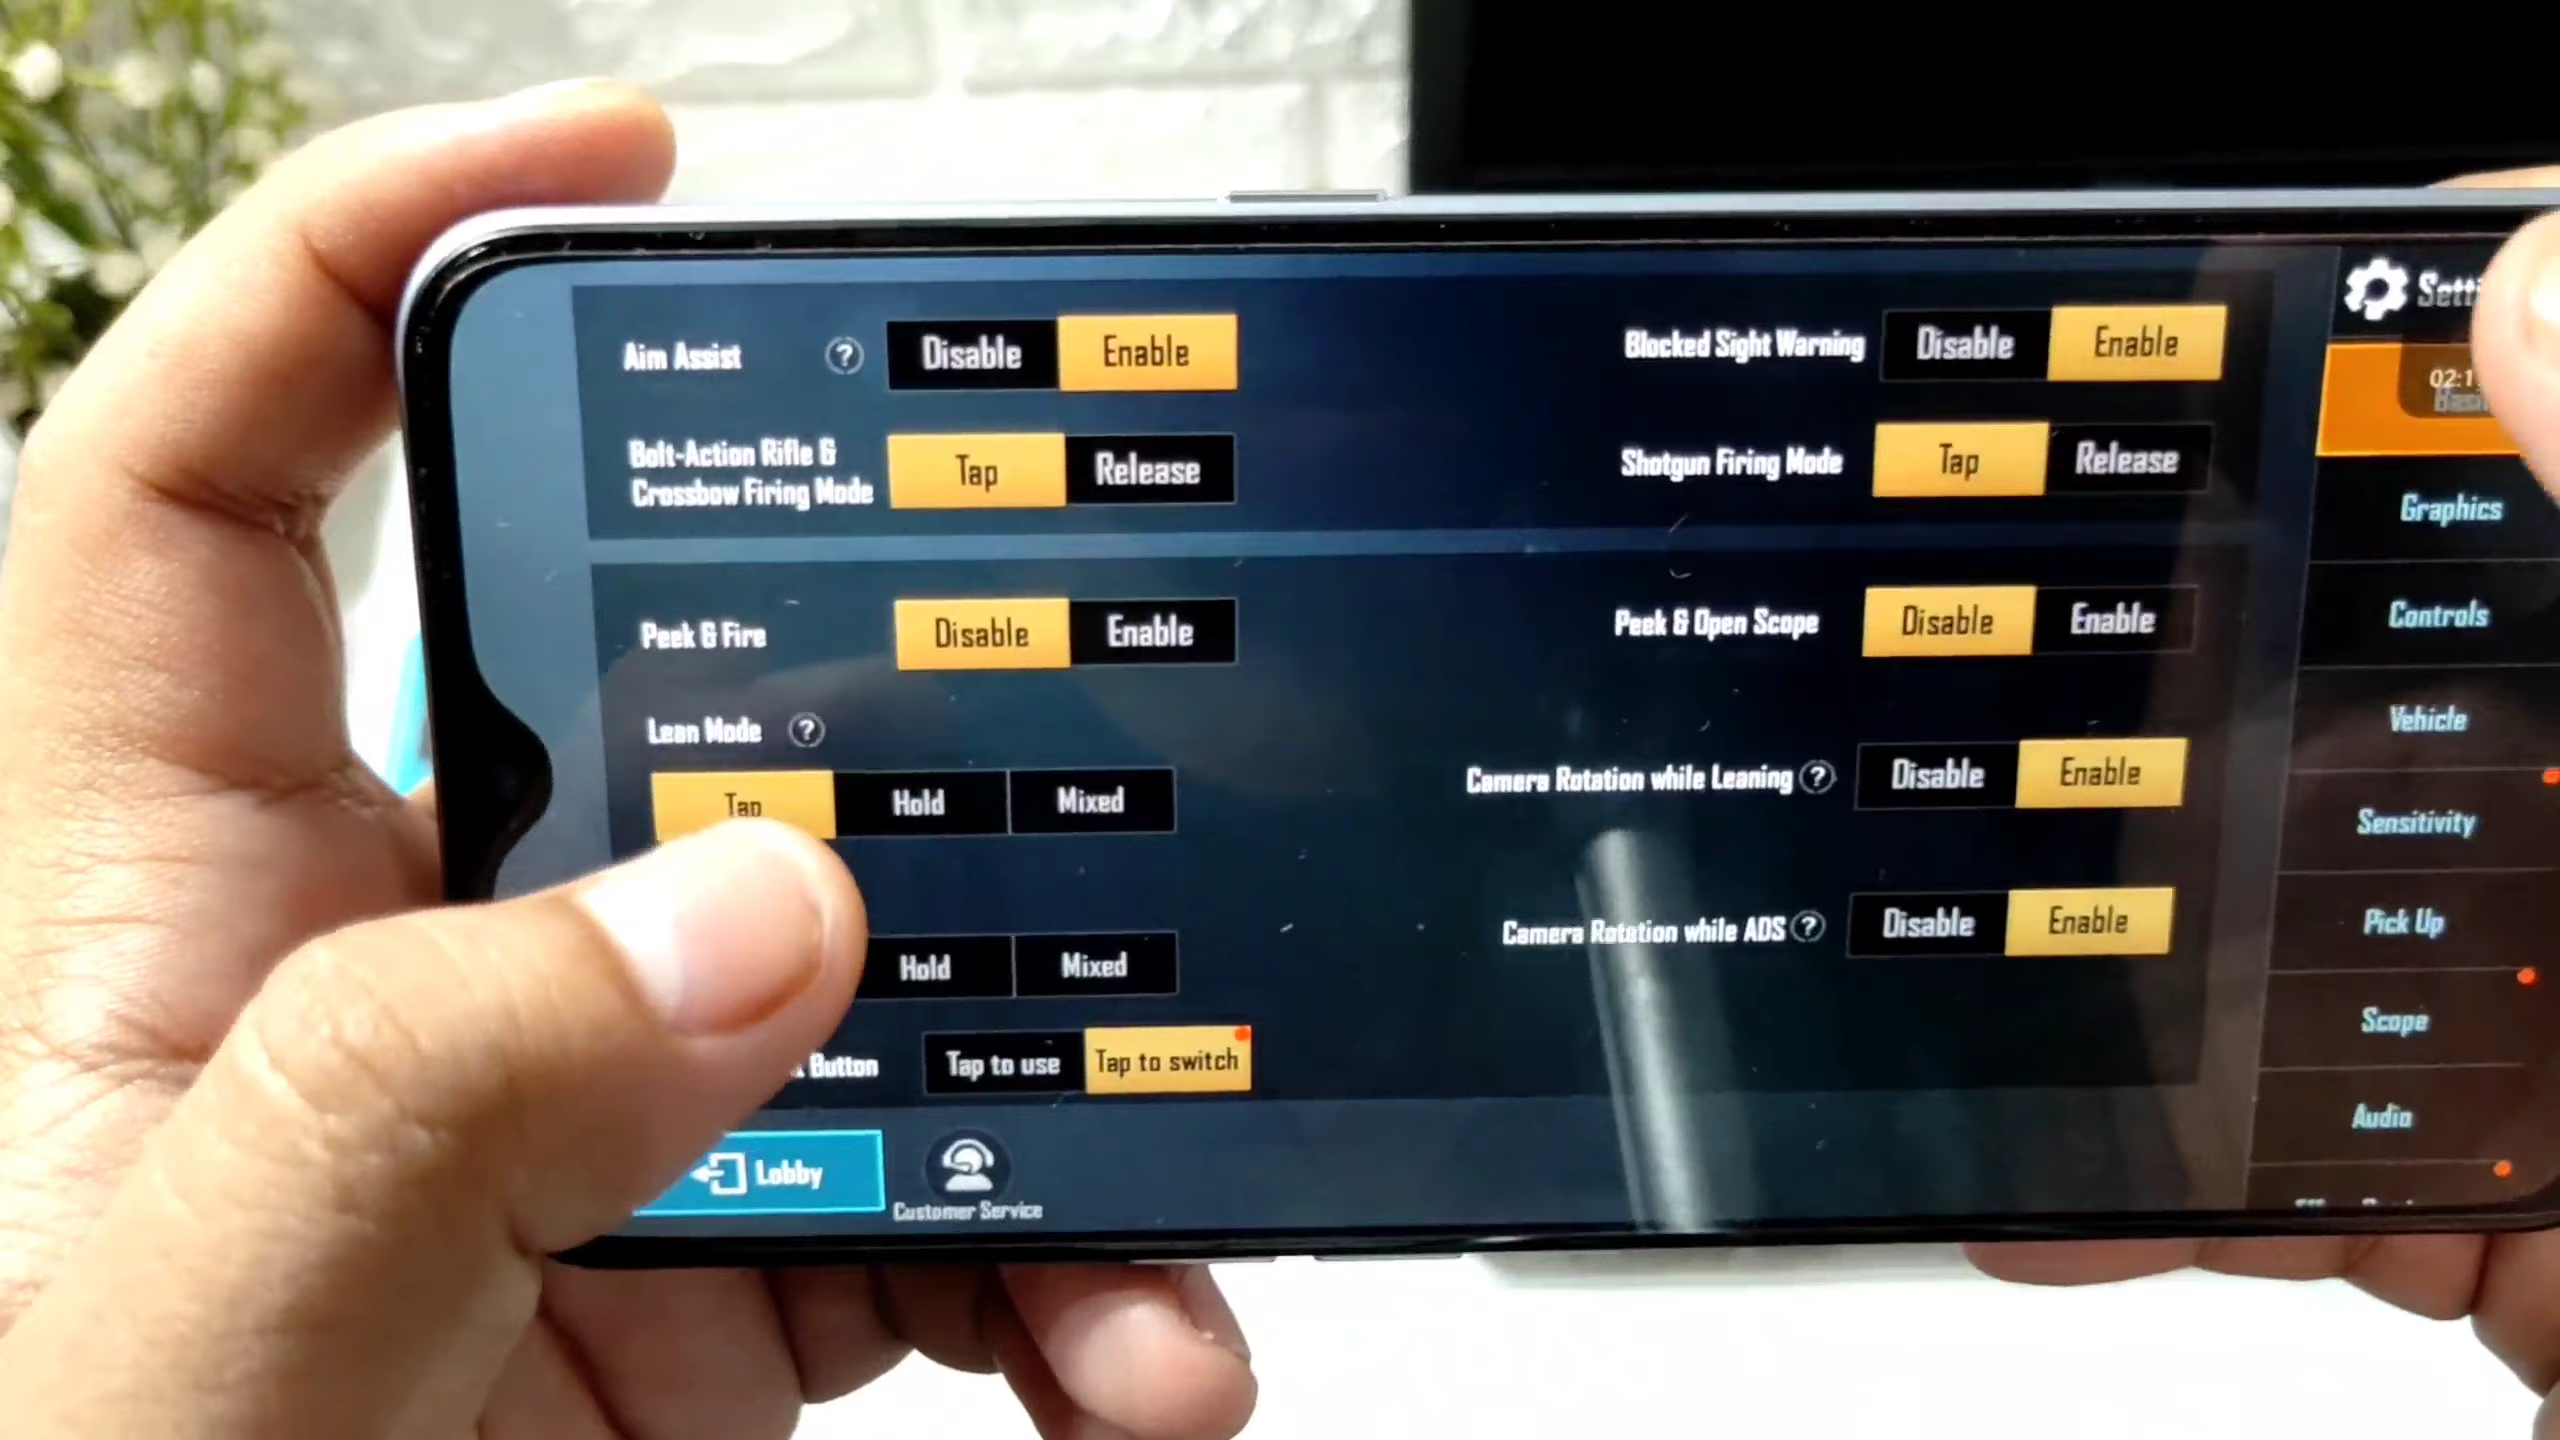 Aim Assist ? Disable Enable
Blocked Sight Warning Disable Enable
Bolt-Action Rifle &
Crossbow Firing Mode Tap Release
Shotgun Firing Mode Tap Release
Peek & Fire Disable Enable
Peek & Open Scope Disable Enable
Lean Mode ?
Tap Hold Mixed
Camera Rotation while Leaning ? Disable Enable
Hold Mixed
Camera Rotation while ADS ? Disable Enable
Button Tap to use Tap to switch
Lobby
Customer Service
Graphics
Controls
Vehicle
Sensitivity
Pick Up
Scope
Audio